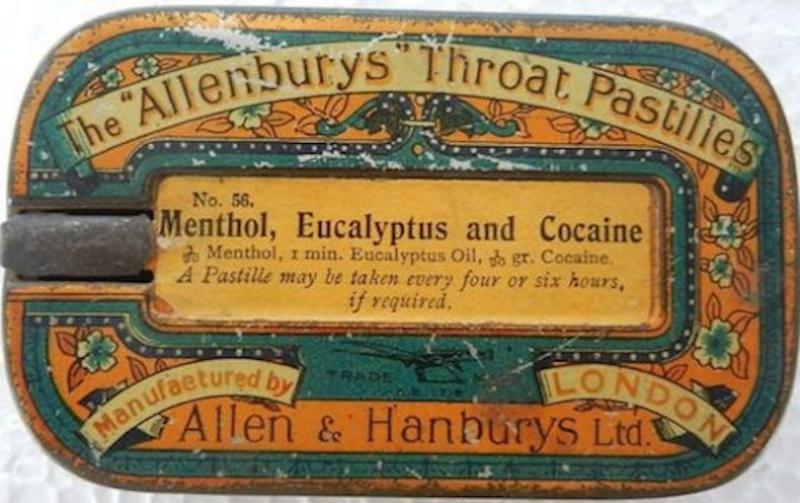 The "Allenburys" Throat Pastilles
No. 56.
Menthol, Eucalyptus and Cocaine
Menthol, 1 min. Eucalyptus Oil, gr. Cocaine.
A Pastille may be taken every four or six hours,
if required.
TRADE
Manufactured by
LONDON
Allen & Hanburys Ltd.